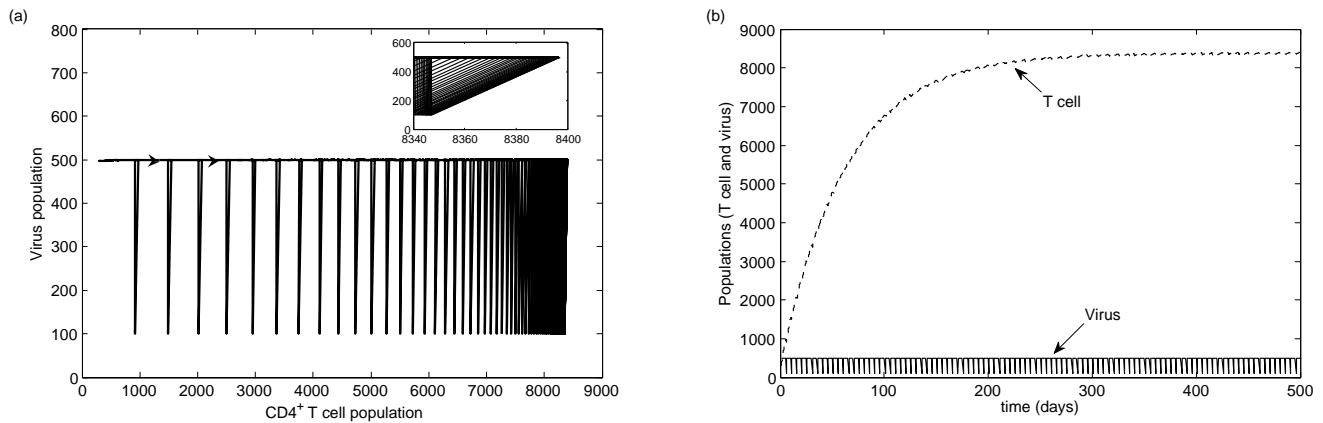 (a)
800
700
600
500
400
300
200
100
0
Virus population
0 1000 2000 3000 4000 5000 6000 7000 8000 9000
CD4+ T cell population
600
400
200
0
8340 8360 8380 8400
(b)
9000
8000
7000
6000
5000
4000
3000
2000
1000
0
Populations (T cell and virus)
T cell
Virus
0 100 200 300 400 500
time (days)